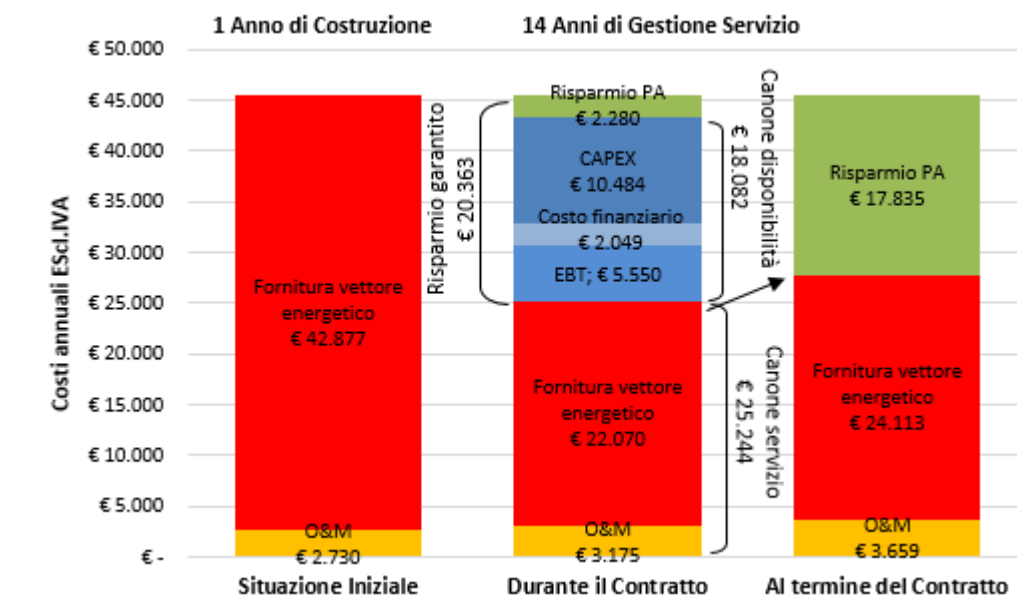 1 Anno di Costruzione
14 Anni di Gestione Servizio
Costi annuali EScl.IVA
€ 50.000
€ 45.000
€ 40.000
€ 35.000
€ 30.000
€ 25.000
€ 20.000
€ 15.000
€ 10.000
€ 5.000
€ -
Fornitura vettore
energetico
€ 42.877
O&M
€ 2.730
Situazione Iniziale
Risparmio garantito
€ 20.363
Risparmio PA
€ 2.280
CAPEX
€ 10.484
Costo finanziario
€ 2.049
EBT; € 5.550
Fornitura vettore
energetico
€ 22.070
O&M
€ 3.175
Durante il Contratto
Canone disponibilità
€ 18.082
Canone servizio
€ 25.244
Risparmio PA
€ 17.835
Fornitura vettore
energetico
€ 24.113
O&M
€ 3.659
Al termine del Contratto